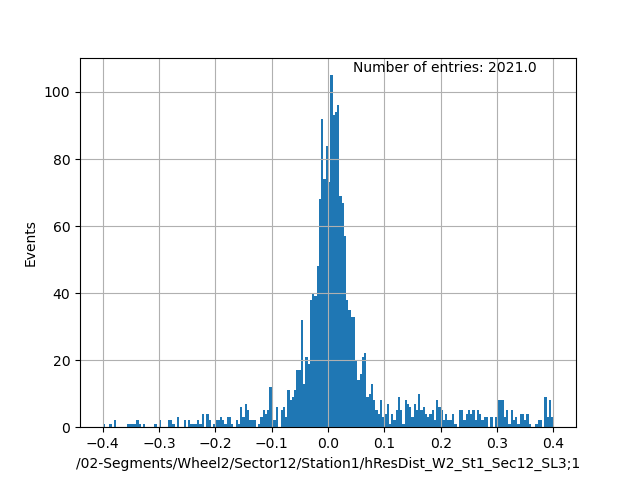 Number of entries: 2021.0
100
80
60
40
20
0
Events
−0.4 −0.3 −0.2 −0.1 0.0 0.1 0.2 0.3 0.4
/02-Segments/Wheel2/Sector12/Station1/hResDist_W2_St1_Sec12_SL3;1